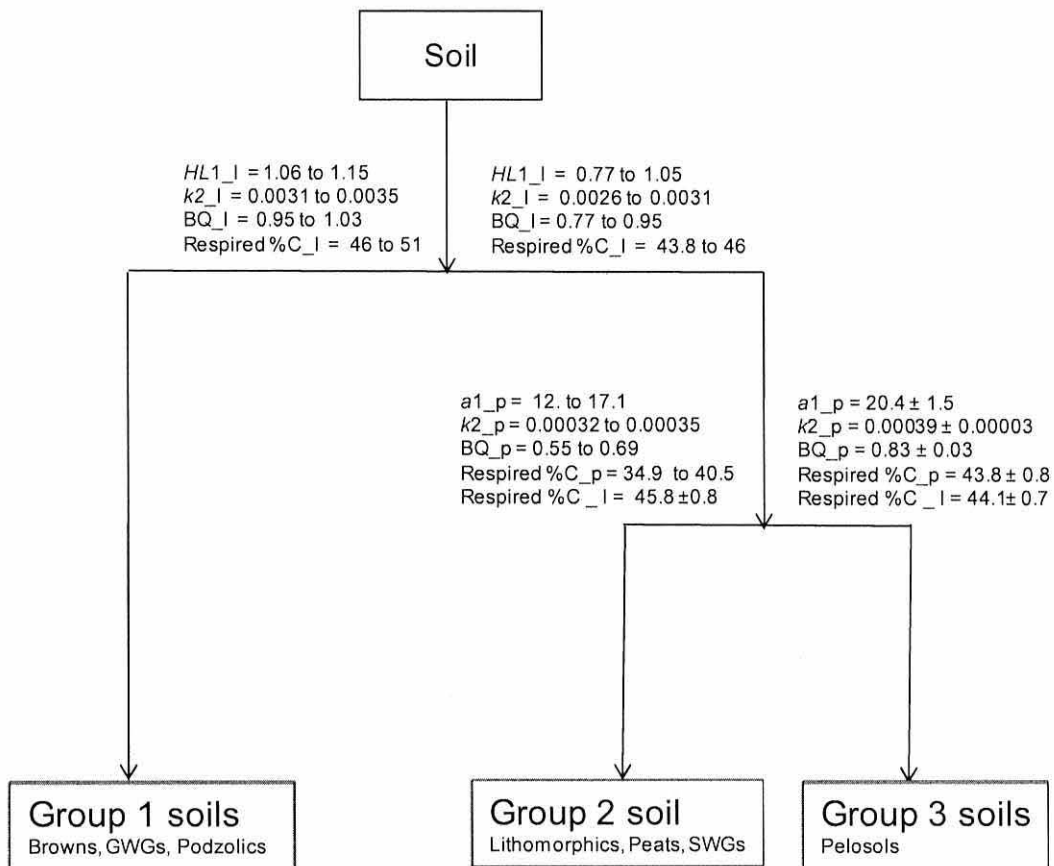 Soil
HL1_l = 1.06 to 1.15
k2_l = 0.0031 to 0.0035
BQ_l = 0.95 to 1.03
Respired %C_l = 46 to 51
HL1_l = 0.77 to 1.05
k2_l = 0.0026 to 0.0031
BQ_l = 0.77 to 0.95
Respired %C_l = 43.8 to 46
a1_p = 12. to 17.1
k2_p = 0.00032 to 0.00035
BQ_p = 0.55 to 0.69
Respired %C_p = 34.9 to 40.5
Respired %C _ l = 45.8 ±0.8
a1_p = 20.4 ± 1.5
k2_p = 0.00039 ± 0.00003
BQ_p = 0.83 ± 0.03
Respired %C_p = 43.8 ± 0.8
Respired %C _ l = 44.1± 0.7
Group 1 soils
Browns, GWGs, Podzolics
Group 2 soil
Lithomorphics, Peats, SWGs
Group 3 soils
Pelosols